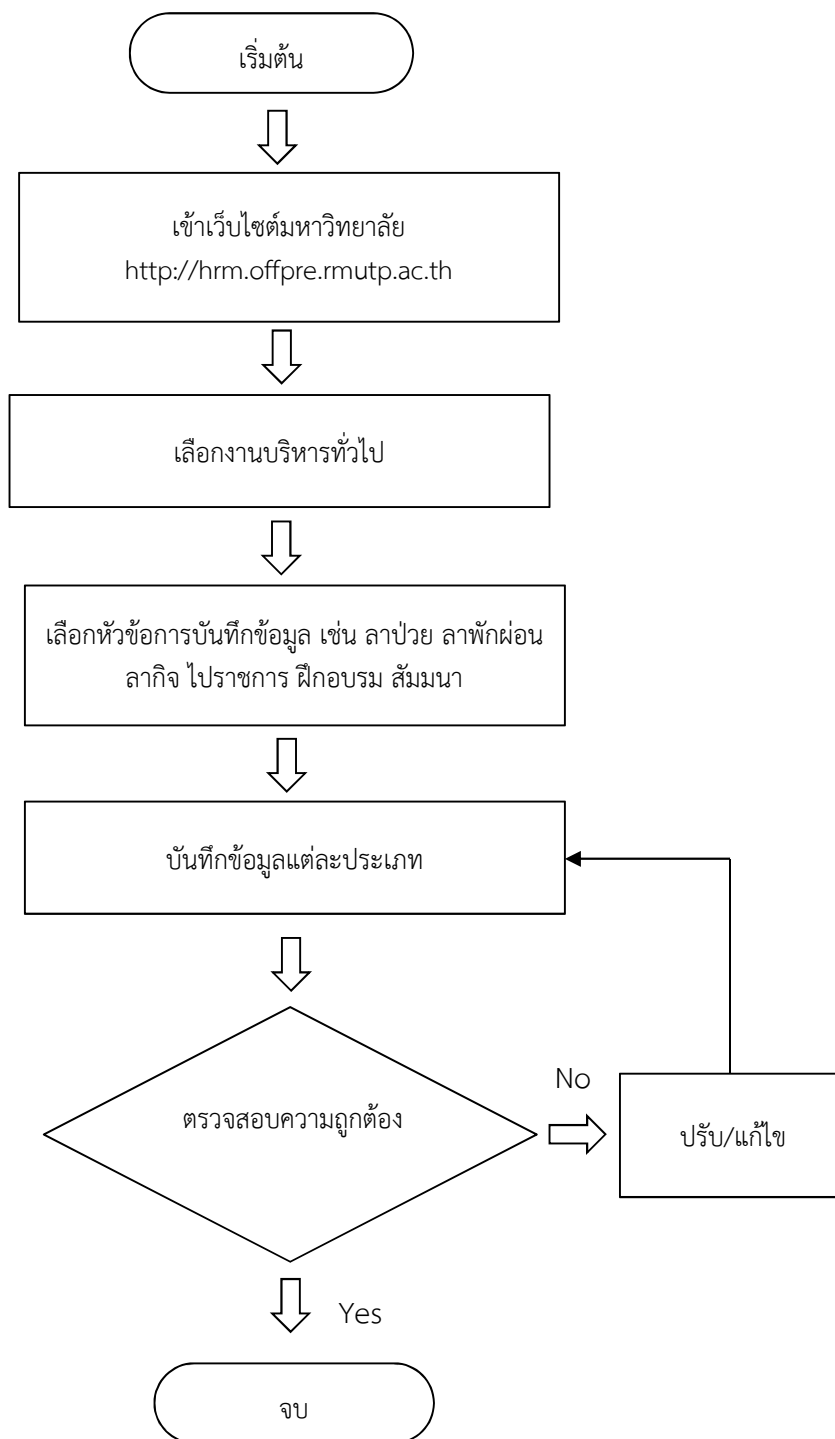 เริ่มต้น
เข้าเว็บไซต์มหาวิทยาลัย
http://hrm.offpre.rmutp.ac.th
เลือกงานบริหารทั่วไป
เลือกหัวข้อการบันทึกข้อมูล เช่น ลาป่วย ลาพักผ่อน
ลากิจ ไปราชการ ฝึกอบรม สัมมนา
บันทึกข้อมูลแต่ละประเภท
ตรวจสอบความถูกต้อง
No
ปรับ/แก้ไข
Yes
จบ